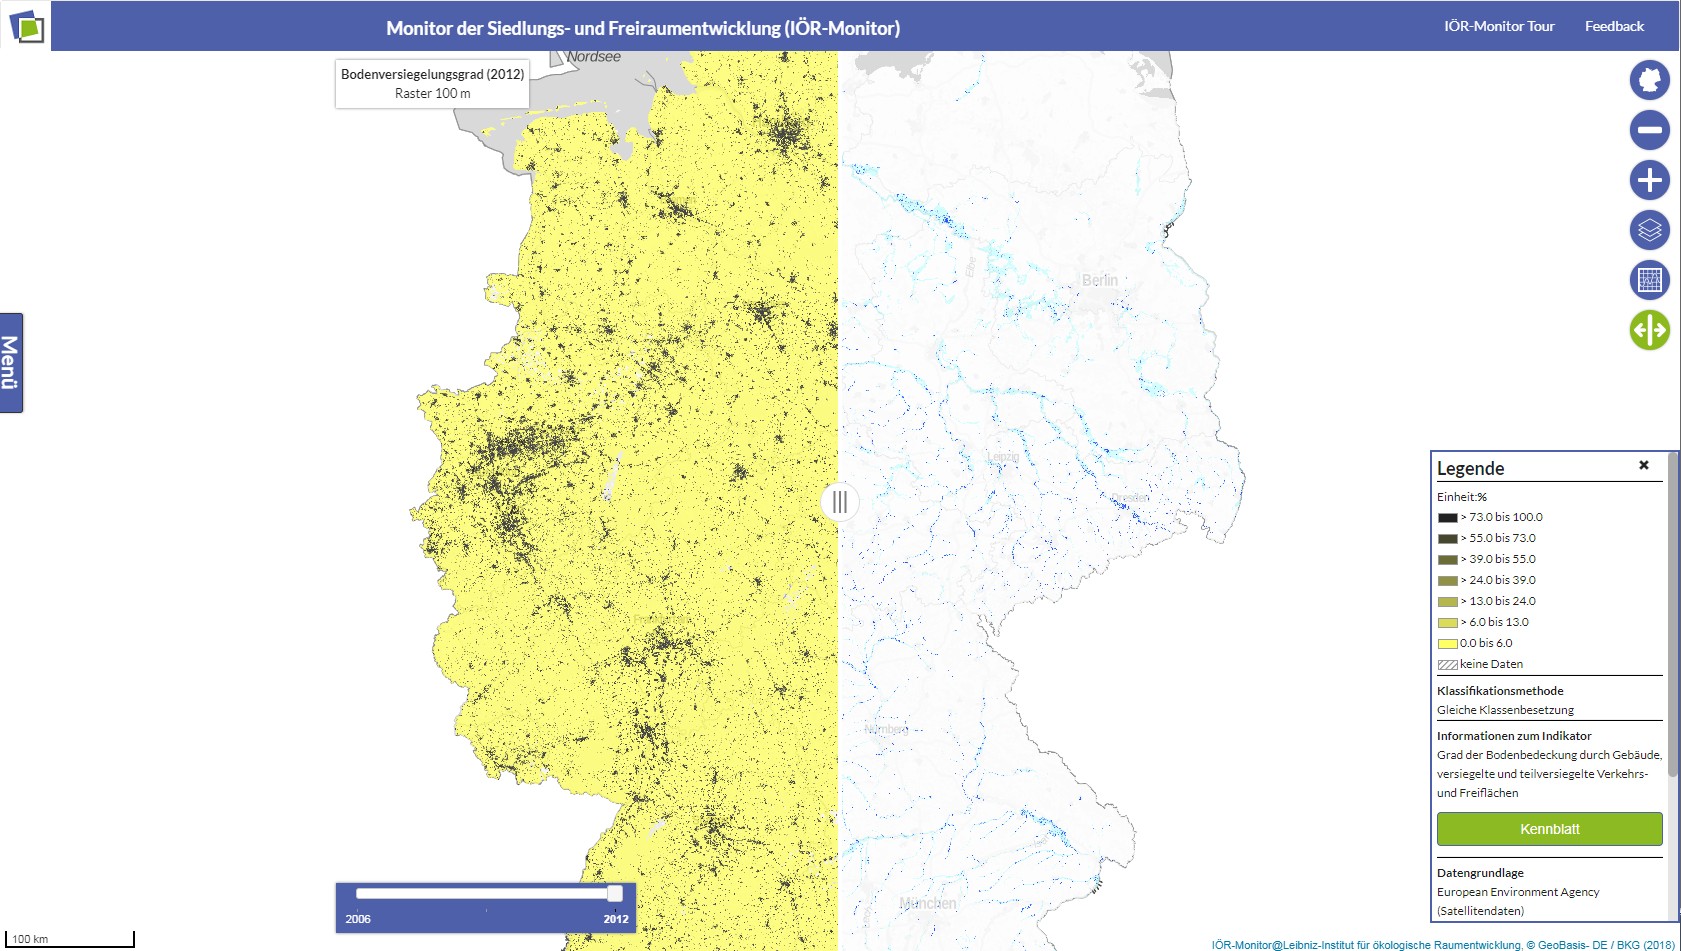 Monitor der Siedlungs- und Freiraumentwicklung (IÖR-Monitor)
IÖR-Monitor Tour
Feedback
Nordsee
Bodenversiegelungsgrad (2012)
Raster 100 m
Menü
Elbe
Berlin
Leipzig
Dresden
Nürnberg
München
2006
2012
100 km
Legende
Einheit:%
> 73.0 bis 100.0
> 55.0 bis 73.0
> 39.0 bis 55.0
> 24.0 bis 39.0
> 13.0 bis 24.0
> 6.0 bis 13.0
0.0 bis 6.0
keine Daten
Klassifikationsmethode
Gleiche Klassenbesetzung
Informationen zum Indikator
Grad der Bodenbedeckung durch Gebäude,
versiegelte und teilversiegelte Verkehrs-
und Freiflächen
Kennblatt
Datengrundlage
European Environment Agency
(Satellitendaten)
IÖR-Monitor@Leibniz-Institut für ökologische Raumentwicklung, © GeoBasis- DE / BKG (2018)